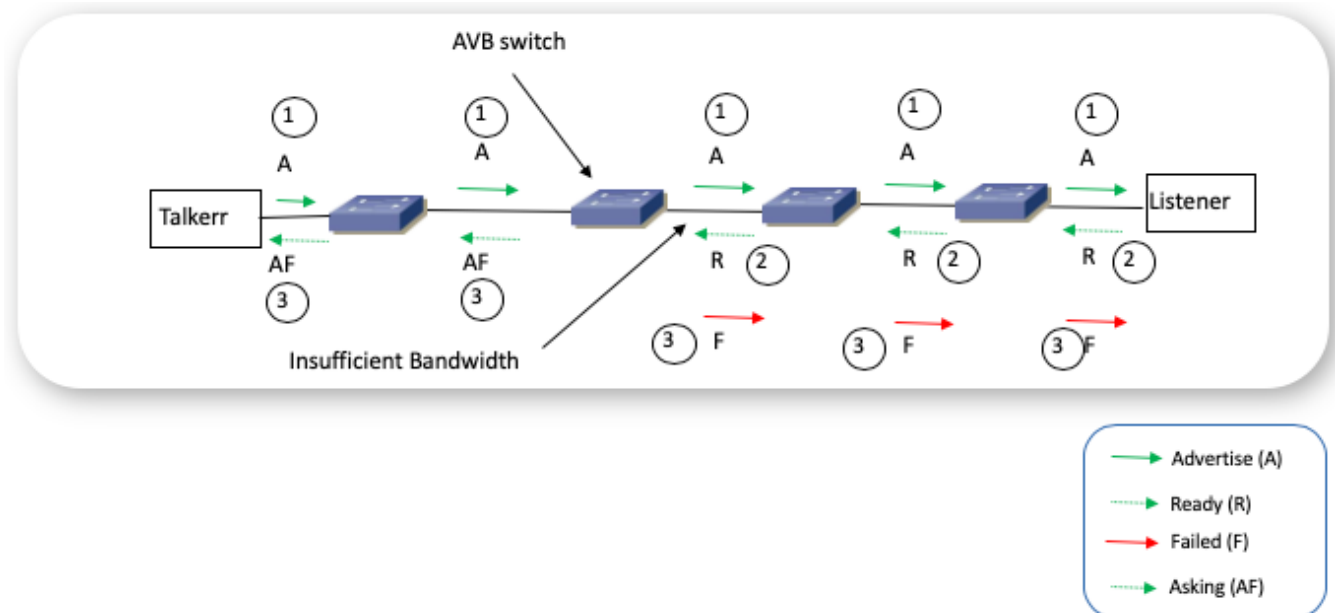 AVB switch
1 1 1 1 1
A A A A A
Talkerr
Listener
AF AF R 2 R 2 R 2
3 3
3 F 3 F 3 F
Insufficient Bandwidth
Advertise (A)
Ready (R)
Failed (F)
Asking (AF)